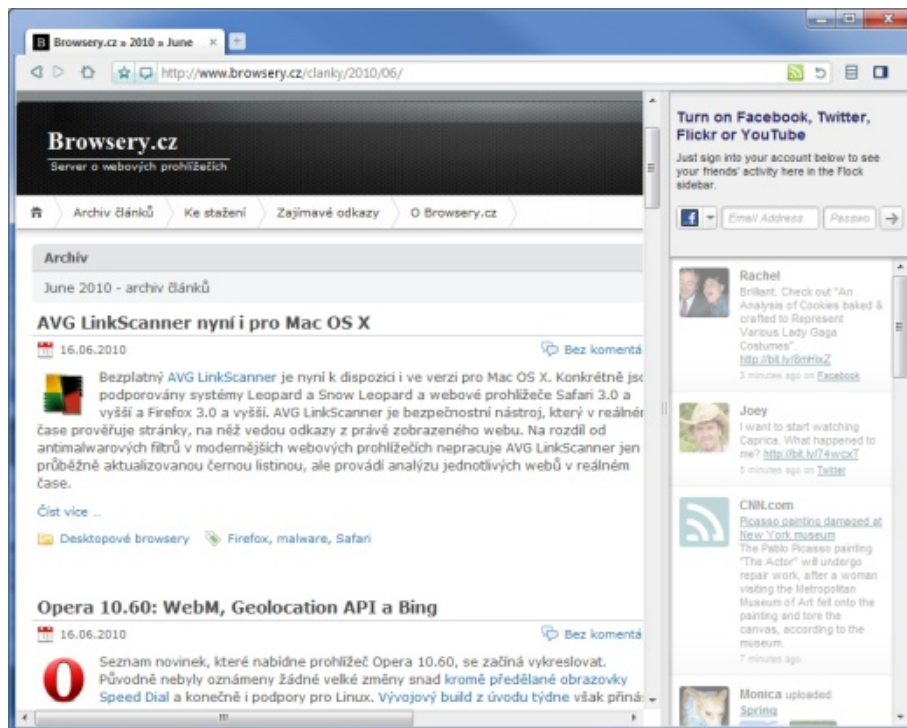 B Browsery.cz » 2010 » June
http://www.browsery.cz/clanky/2010/06/
Browsery.cz
Server o webových prohlížečích
Archiv článků
Ke stažení
Zajímavé odkazy
O Browsery.cz
Archiv
June 2010 - archiv článků
AVG LinkScanner nyní i pro Mac OS X
16.06.2010
Bez komentá
Bezplatný AVG LinkScanner je nyní k dispozici i ve verzi pro Mac OS X. Konkrétně jso
podporovány systémy Leopard a Snow Leopard a webové prohlížeče Safari 3.0 a
vyšší a Firefox 3.0 a vyšší. AVG LinkScanner je bezpečnostní nástroj, který v reálném
čase prověřuje stránky, na něž vedou odkazy z právě zobrazeného webu. Na rozdíl od
antimalwarových filtrů v modernějších webových prohlížečích nepracuje AVG LinkScanner jen
průběžně aktualizovanou černou listinou, ale provádí analýzu jednotlivých webů v reálném
čase.
Číst více ...
Desktopové browsery
Firefox, malware, Safari
Opera 10.60: WebM, Geolocation API a Bing
16.06.2010
Bez komentá
Seznam novinek, které nabídne prohlížeč Opera 10.60, se začíná vykreslovat.
Původně nebyly oznámeny žádné velké změny snad kromě předělané obrazovky
Speed Dial a konečně i podpory pro Linux. Vývojový build z úvodu týdne však přiná
Turn on Facebook, Twitter,
Flickr or YouTube
Just sign into your account below to see
your friends' activity here in the Flock
sidebar.
Email Address
Passwo
Rachel
Brilliant. Check out "An
Analysis of Cookies baked &
crafted to Represent
Various Lady Gaga
Costumes".
http://bit.ly/8mHixZ
3 minutes ago on Facebook
Joey
I want to start watching
Caprica. What happened to
me? http://bit.ly/74wcxT
5 minutes ago on Twitter
CNN.com
Picasso painting damaged at
New York museum
The Pablo Picasso painting
"The Actor" will undergo
repair work, after a woman
visiting the Metropolitan
Museum of Art fell onto the
painting and tore the
canvas, according to the
museum.
7 minutes ago
Monica uploaded:
Spring